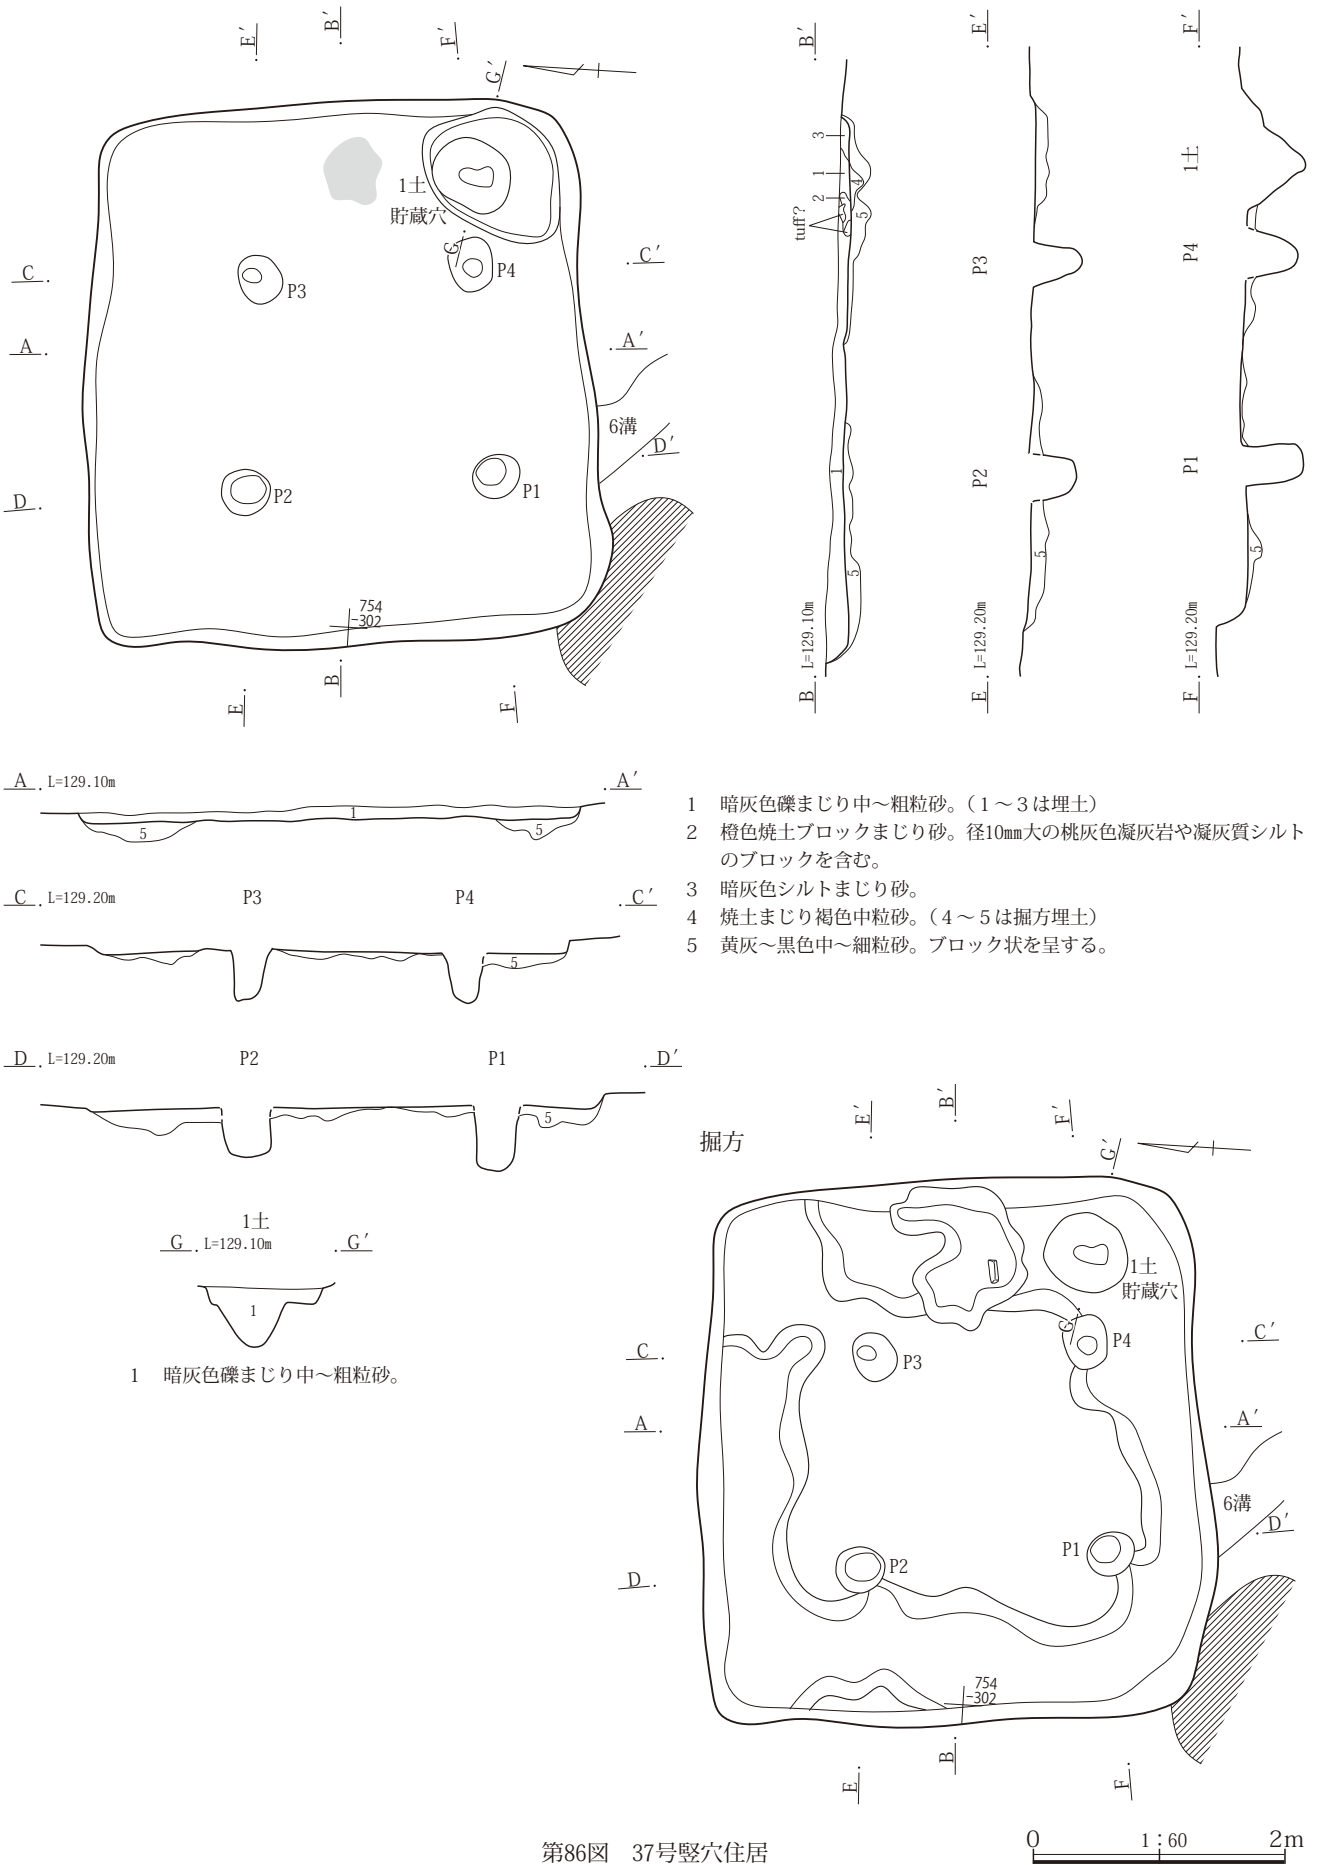 E′
B′
F′
G′
1土
貯蔵穴
G
P4
P3
C
C′
A
A′
6溝
D′
P2
P1
D
754
-302
B
E
F
B′
E′
F′
3
1
2
4
5
tuff?
1
5
B L=129.10m
P3
P2
5
E L=129.20m
1土
P4
P1
5
F L=129.20m
A L=129.10m A′
1
5
5
C L=129.20m P3 P4 C′
5
D L=129.20m P2 P1 D′
5
1土
G L=129.10m G′
1
1 暗灰色礫まじり中～粗粒砂。
1 暗灰色礫まじり中～粗粒砂。（１～３は埋土）
2 橙色焼土ブロックまじり砂。径10㎜大の桃灰色凝灰岩や凝灰質シルト
のブロックを含む。
3 暗灰色シルトまじり砂。
4 焼土まじり褐色中粒砂。（４～５は掘方埋土）
5 黄灰～黒色中～細粒砂。ブロック状を呈する。
掘方
E′
B′
F′
G′
1土
貯蔵穴
G
P4
P3
C
C′
A
A′
6溝
D′
P1
P2
D
754
-302
B
E
F
第86図　37号竪穴住居
0 1：60 2m